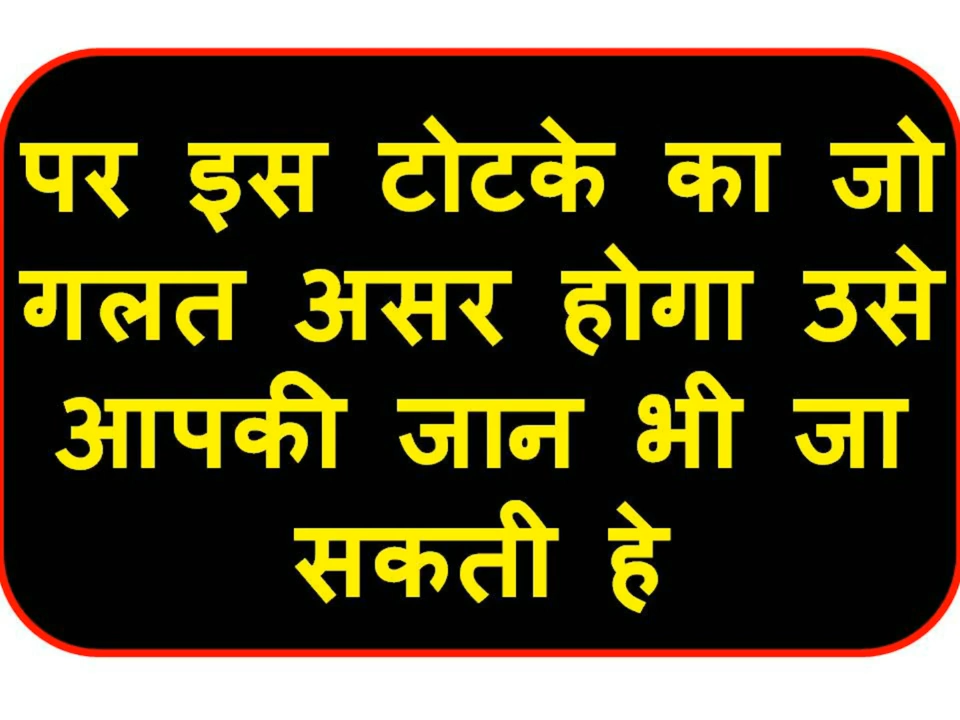 पर इस टोटके का जो
गलत असर होगा उसे
आपकी जान भी जा
सकती हे